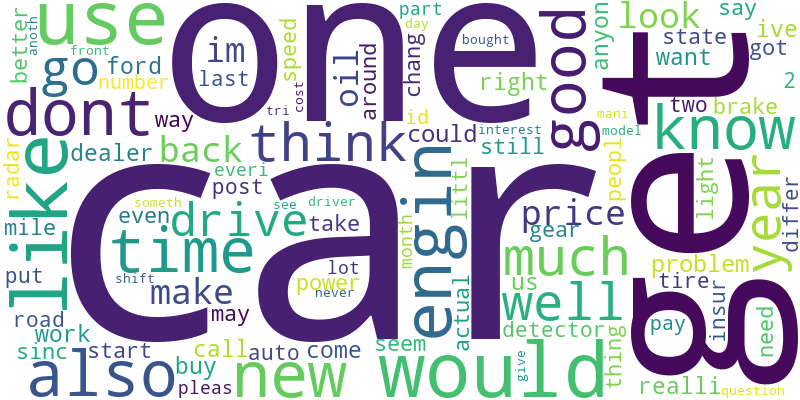 use
one
good
get
look
say
anyon
state
ive
want
got
part
day
bought
front
anoth
better
go
ford
im
last
number
speed
cost
oil
around
chang
right
2
two
brake
mani
model
dont
way
tri
id
could
interest
still
know
think
radar
dealer
back
everi
post
like
car
engin
littl
peopl
light
year
differ
someth
see
driver
even
drive
take
price
gear
mile
time
month
much
put
shift
lot
power
never
problem
make
us
tire
insur
well
road
may
actual
detector
pay
need
work
sinc
start
call
auto
come
seem
thing
give
also
buy
pleas
new
would
realli
question